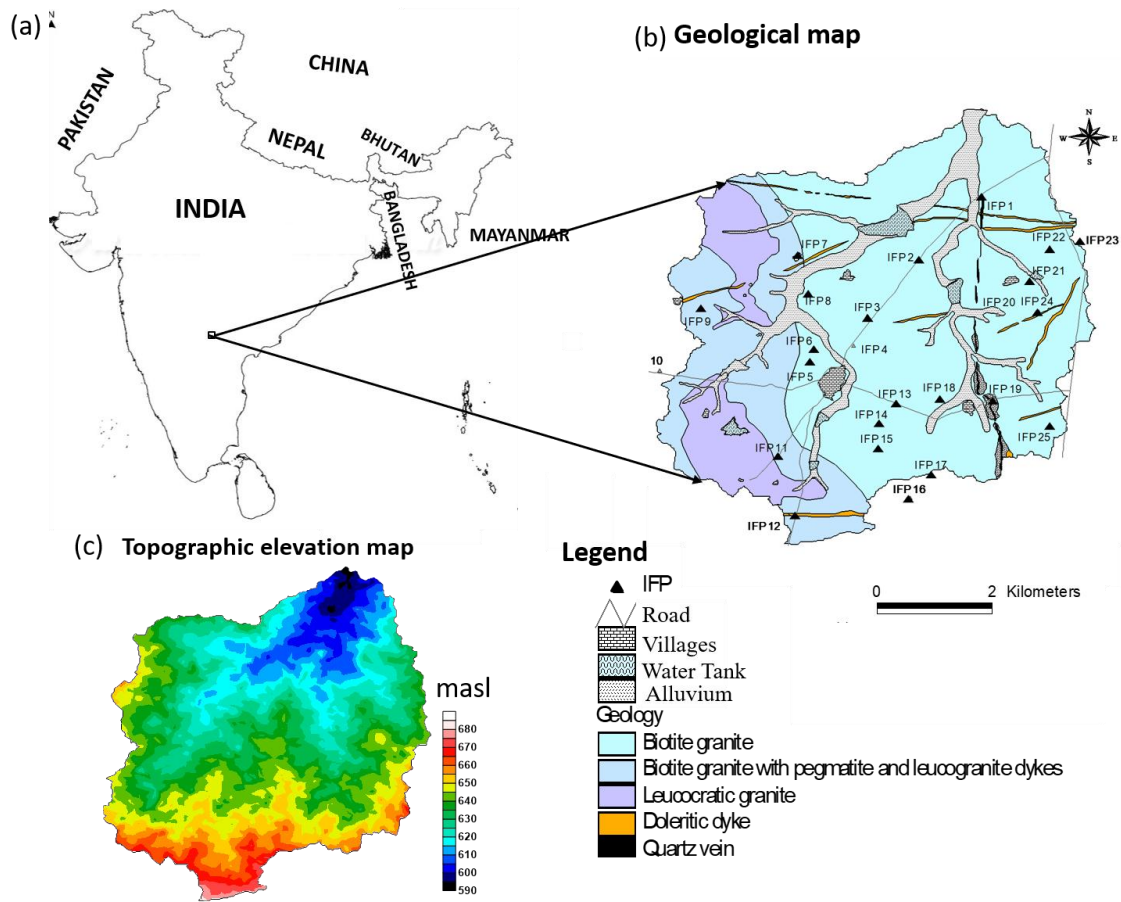 (a)
N
CHINA
PAKISTAN
NEPAL
BHUTAN
INDIA
BANGLADESH
MAYANMAR
(b) Geological map
N
W E
S
IFP1
IFP22
IFP23
IFP7
IFP2
IFP21
IFP8
IFP9
IFP3
IFP20
IFP24
IFP6
IFP4
IFP5
10
IFP13
IFP18
IFP19
IFP14
IFP25
IFP11
IFP15
IFP17
IFP16
IFP12
(c) Topographic elevation map
masl
680
670
660
650
640
630
620
610
600
590
Legend
IFP
Road
Villages
Water Tank
Alluvium
Geology
Biotite granite
Biotite granite with pegmatite and leucogranite dykes
Leucocratic granite
Doleritic dyke
Quartz vein
0 2 Kilometers